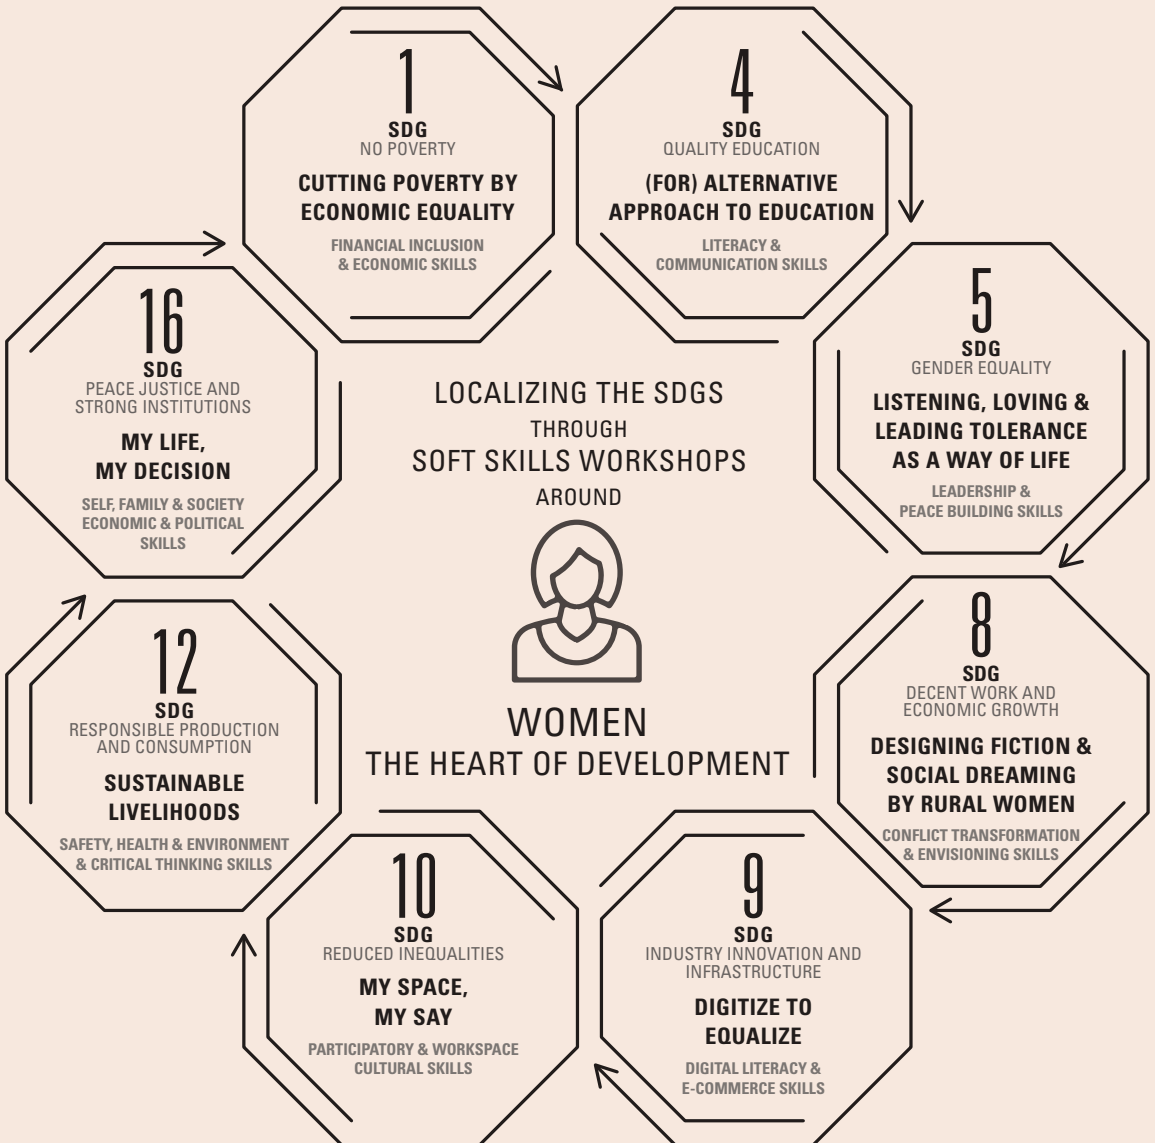 1
SDG
NO POVERTY
CUTTING POVERTY BY
ECONOMIC EQUALITY
FINANCIAL INCLUSION
& ECONOMIC SKILLS
4
SDG
QUALITY EDUCATION
(FOR) ALTERNATIVE
APPROACH TO EDUCATION
LITERACY &
COMMUNICATION SKILLS
5
SDG
GENDER EQUALITY
LISTENING, LOVING &
LEADING TOLERANCE
AS A WAY OF LIFE
LEADERSHIP &
PEACE BUILDING SKILLS
8
SDG
DECENT WORK AND
ECONOMIC GROWTH
DESIGNING FICTION &
SOCIAL DREAMING
BY RURAL WOMEN
CONFLICT TRANSFORMATION
& ENVISIONING SKILLS
9
SDG
INDUSTRY INNOVATION AND
INFRASTRUCTURE
DIGITIZE TO
EQUALIZE
DIGITAL LITERACY &
E-COMMERCE SKILLS
10
SDG
REDUCED INEQUALITIES
MY SPACE,
MY SAY
PARTICIPATORY & WORKSPACE
CULTURAL SKILLS
12
SDG
RESPONSIBLE PRODUCTION
AND CONSUMPTION
SUSTAINABLE
LIVELIHOODS
SAFETY, HEALTH & ENVIRONMENT
& CRITICAL THINKING SKILLS
16
SDG
PEACE JUSTICE AND
STRONG INSTITUTIONS
MY LIFE,
MY DECISION
SELF, FAMILY & SOCIETY
ECONOMIC & POLITICAL
SKILLS
LOCALIZING THE SDGS
THROUGH
SOFT SKILLS WORKSHOPS
AROUND
WOMEN
THE HEART OF DEVELOPMENT